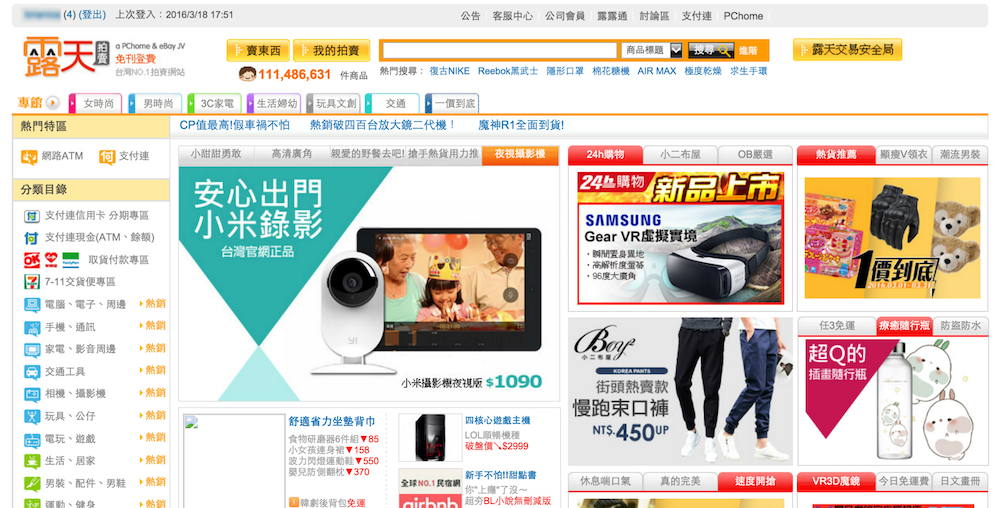 (4) (登出) 上次登入：2016/3/18 17:51
公告 客服中心 公司會員 露露通 討論區 支付連 PChome
露天拍賣
a PChome & eBay JV
免刊登費
台灣NO.1拍賣網站
賣東西
我的拍賣
111,486,631 件商品
商品標題
搜尋
進階
露天交易安全局
熱門搜尋： 復古NIKE Reebok黑武士 隱形口罩 棉花糖機 AIR MAX 極度乾燥 求生手環
專館
女時尚
男時尚
3C家電
生活婦幼
玩具文創
交通
一價到底
熱門特區
CP值最高!假車禍不怕 熱銷破四百台放大鏡二代機！ 魔神R1全面到貨!
網路ATM
支付連
分類目錄
支付連信用卡 分期專區
支付連現金(ATM、餘額)
OK
FamilyMart
取貨付款專區
7-11交貨便專區
電腦、電子、周邊 熱銷
手機、通訊 熱銷
家電、影音周邊 熱銷
交通工具 熱銷
相機、攝影機 熱銷
玩具、公仔 熱銷
電玩、遊戲 熱銷
生活、居家 熱銷
男裝、配件、男鞋 熱銷
運動、健身 熱銷
小甜甜勇敢
高清廣角
親愛的野餐去吧!
搶手熱貨用力推
夜視攝影機
安心出門
小米錄影
台灣官網正品
YI
小米攝影機夜視版 $1090
24h購物
小二布屋
OB嚴選
24h購物
新品上市
SAMSUNG
Gear VR虛擬實境
·瞬間置身異地
·高解析度螢幕
·96度大廣角
熱貨推薦
顯瘦V領衣
潮流男裝
1價到底
2016.03.01-03.31
Boy2
小二布屋
KOREA PANTS
街頭熱賣款
慢跑束口褲
NT$.450UP
任3免運
療癒隨行瓶
防盜防水
超Q的
插畫隨行瓶
舒適省力坐墊背巾
食物研磨器6件組▼85
小女孩連身裙▼158
波力閃燈運動鞋▼550
嬰兒防側翻枕▼370
韓劇後背包免運
四核心遊戲主機
LOL順暢機種
破盤價↘$2999
全球NO.1民宿網
airbnb
新手不怕!!甜點書
你"上癮"了沒~
超夯BL小說無刪減版
休息喘口氣
真的完美
速度開搶
VR3D魔鏡
今日免運費
日文畫冊